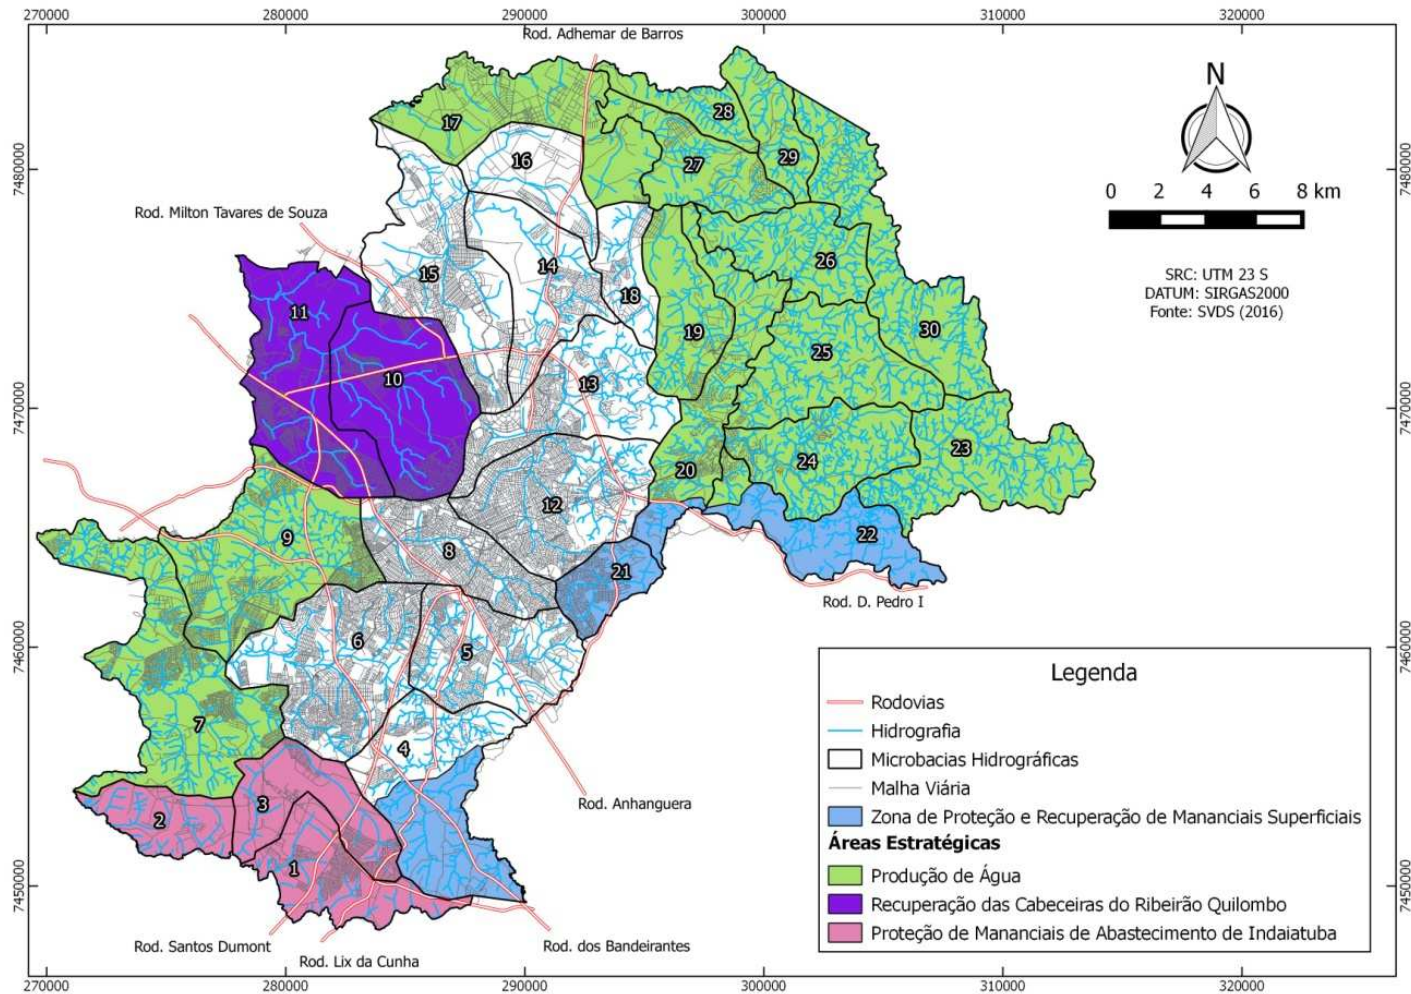 270000 280000 290000 300000 310000 320000
Rod. Adhemar de Barros
7480000
7470000
7460000
7450000
N
0 2 4 6 8 km
SRC: UTM 23 S
DATUM: SIRGAS2000
Fonte: SVDS (2016)
Rod. Milton Tavares de Souza
17
28
16
27
29
15
14
26
18
11
19
30
25
10
13
23
24
20
12
22
9
8
21
Rod. D. Pedro I
6
5
7
4
Rod. Anhanguera
3
2
1
Rod. Santos Dumont
Rod. Lix da Cunha
Rod. dos Bandeirantes
Legenda
Rodovias
Hidrografia
Microbacias Hidrográficas
Malha Viária
Zona de Proteção e Recuperação de Mananciais Superficiais
Áreas Estratégicas
Produção de Água
Recuperação das Cabeceiras do Ribeirão Quilombo
Proteção de Mananciais de Abastecimento de Indaiatuba
7480000
7470000
7460000
7450000
270000 280000 290000 300000 310000 320000